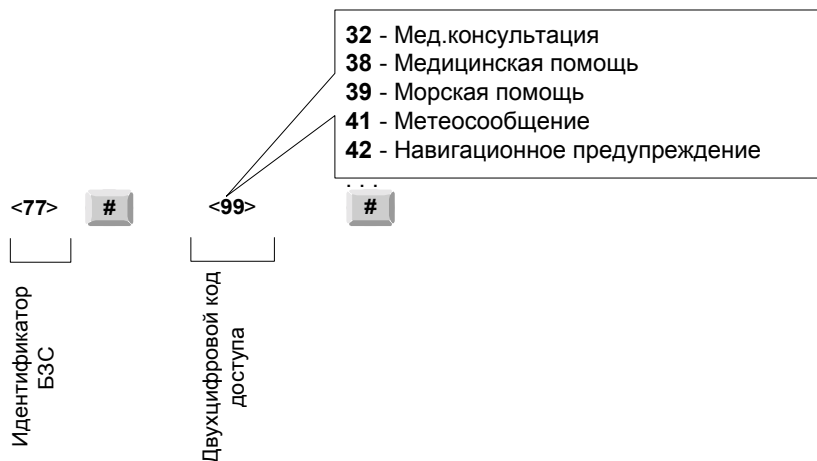 32 - Мед.консультация
38 - Медицинская помощь
39 - Морская помощь
41 - Метеосообщение
42 - Навигационное предупреждение
. . .
<77> # <99> #
Идентификатор
БЗС
Двухцифровой код
доступа